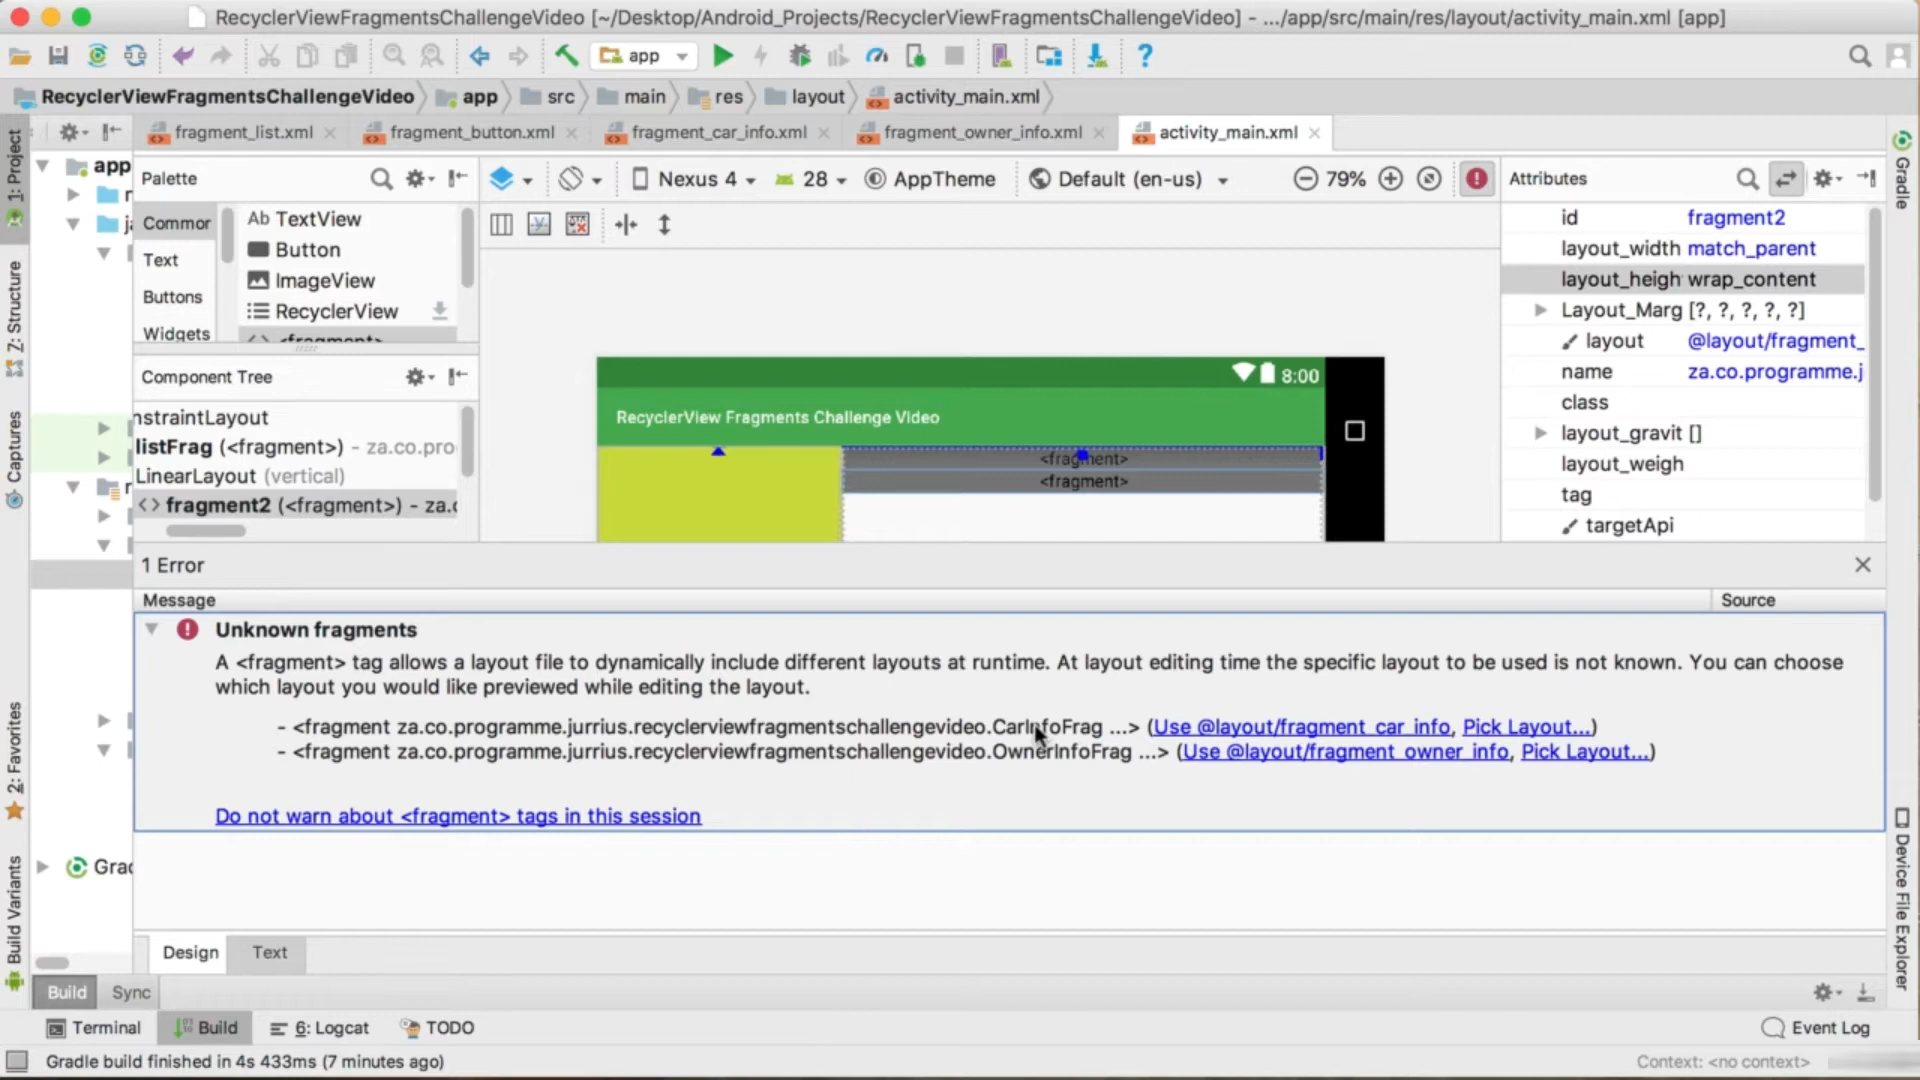 RecyclerViewFragmentsChallengeVideo [~/Desktop/Android_Projects/RecyclerViewFragmentsChallengeVideo] - .../app/src/main/res/layout/activity_main.xml [app]
app
RecyclerViewFragmentsChallengeVideo app src main res layout activity_main.xml
fragment_list.xml fragment_button.xml fragment_car_info.xml fragment_owner_info.xml activity_main.xml
1: Project
Z: Structure
Captures
2: Favorites
Build Variants
Gradle
Device File Explorer
app
Grad
Palette
Commor
Text
Buttons
Widgets
Ab TextView
Button
ImageView
RecyclerView
<fragment>
Component Tree
nstraintLayout
listFrag (<fragment>) - za.co.pro
LinearLayout (vertical)
<> fragment2 (<fragment>) - za.c
Nexus 4 28 AppTheme Default (en-us) 79%
8:00
RecyclerView Fragments Challenge Video
<fragment>
<fragment>
Attributes
id fragment2
layout_width match_parent
layout_heigh wrap_content
Layout_Marg [?, ?, ?, ?, ?]
layout @layout/fragment_
name za.co.programme.j
class
layout_gravit []
layout_weigh
tag
targetApi
1 Error
Message Source
Unknown fragments
A <fragment> tag allows a layout file to dynamically include different layouts at runtime. At layout editing time the specific layout to be used is not known. You can choose
which layout you would like previewed while editing the layout.
- <fragment za.co.programme.jurrius.recyclerviewfragmentschallengevideo.CarInfoFrag ...> (Use @layout/fragment_car_info, Pick Layout...)
- <fragment za.co.programme.jurrius.recyclerviewfragmentschallengevideo.OwnerInfoFrag ...> (Use @layout/fragment_owner_info, Pick Layout...)
Do not warn about <fragment> tags in this session
Design Text
Build Sync
Terminal Build 6: Logcat TODO Event Log
Gradle build finished in 4s 433ms (7 minutes ago) Context: <no context>